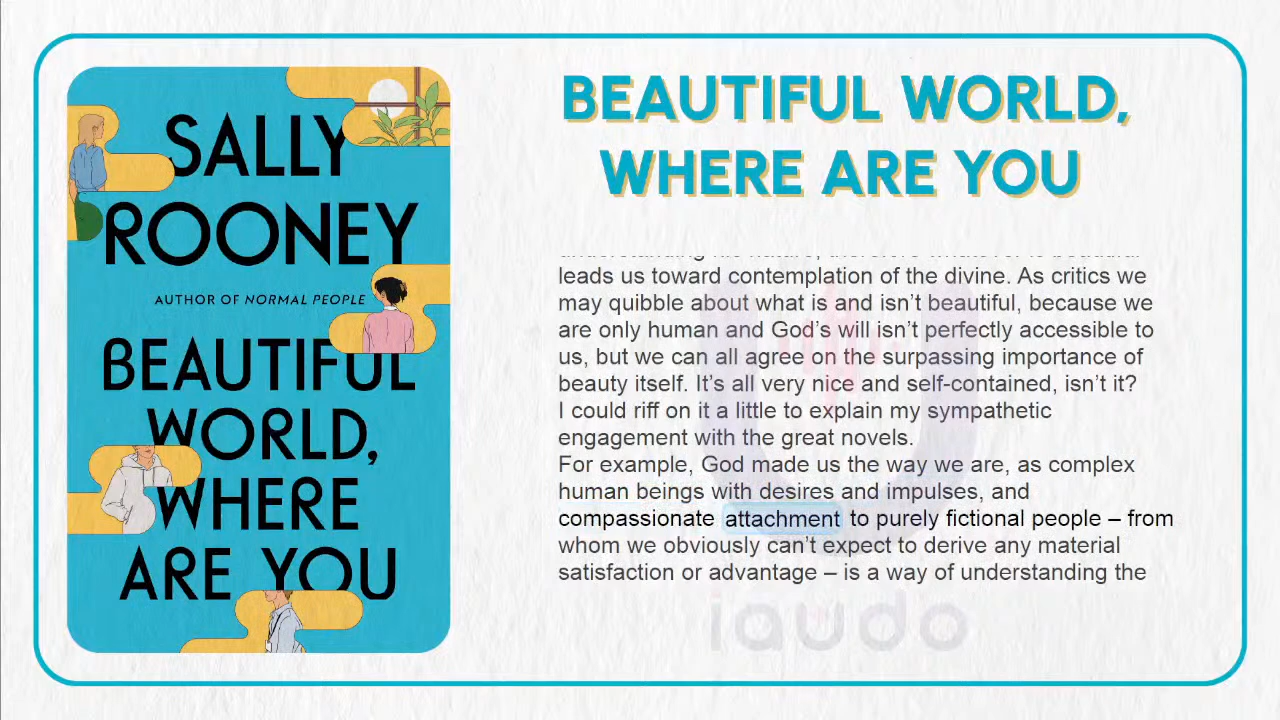 SALLY
ROONEY
AUTHOR OF NORMAL PEOPLE
BEAUTIFUL
WORLD,
WHERE
ARE YOU
BEAUTIFUL WORLD,
WHERE ARE YOU
leads us toward contemplation of the divine. As critics we
may quibble about what is and isn’t beautiful, because we
are only human and God’s will isn’t perfectly accessible to
us, but we can all agree on the surpassing importance of
beauty itself. It’s all very nice and self-contained, isn’t it?
I could riff on it a little to explain my sympathetic
engagement with the great novels.
For example, God made us the way we are, as complex
human beings with desires and impulses, and
compassionate attachment to purely fictional people – from
whom we obviously can’t expect to derive any material
satisfaction or advantage – is a way of understanding the
iaudo